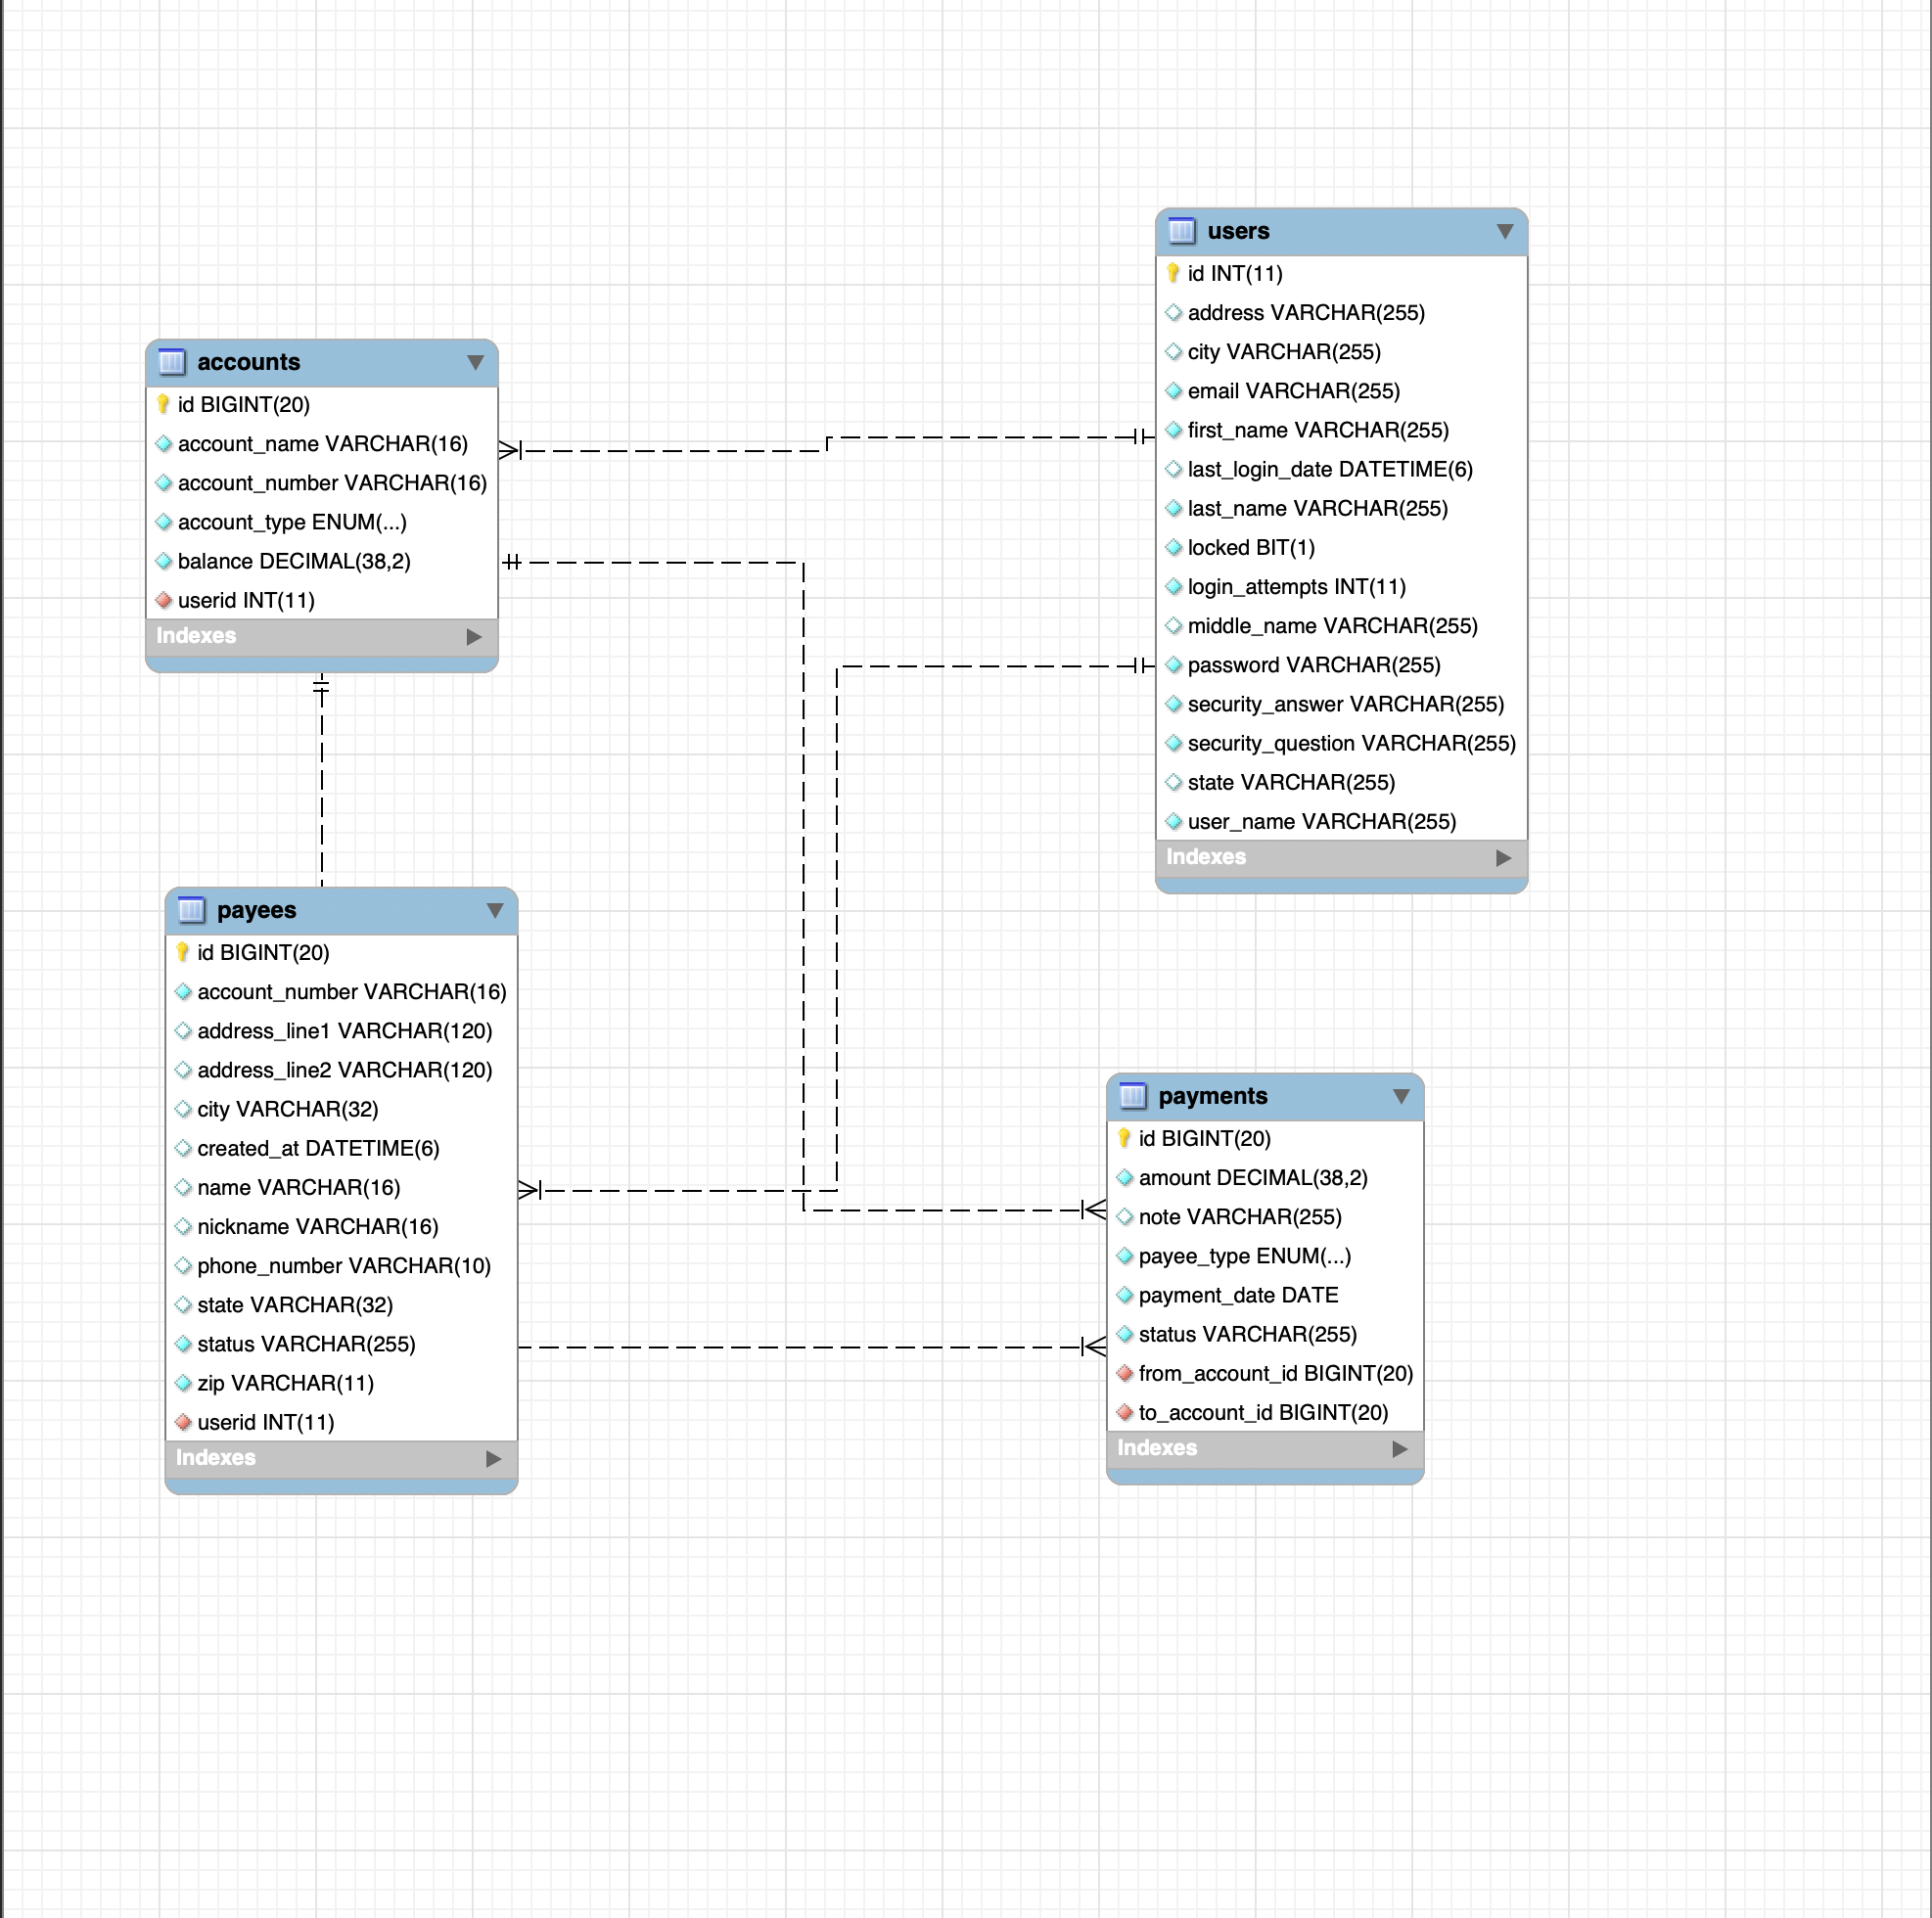 users
id INT(11)
address VARCHAR(255)
city VARCHAR(255)
email VARCHAR(255)
first_name VARCHAR(255)
last_login_date DATETIME(6)
last_name VARCHAR(255)
locked BIT(1)
login_attempts INT(11)
middle_name VARCHAR(255)
password VARCHAR(255)
security_answer VARCHAR(255)
security_question VARCHAR(255)
state VARCHAR(255)
user_name VARCHAR(255)
Indexes
accounts
id BIGINT(20)
account_name VARCHAR(16)
account_number VARCHAR(16)
account_type ENUM(...)
balance DECIMAL(38,2)
userid INT(11)
Indexes
payees
id BIGINT(20)
account_number VARCHAR(16)
address_line1 VARCHAR(120)
address_line2 VARCHAR(120)
city VARCHAR(32)
created_at DATETIME(6)
name VARCHAR(16)
nickname VARCHAR(16)
phone_number VARCHAR(10)
state VARCHAR(32)
status VARCHAR(255)
zip VARCHAR(11)
userid INT(11)
Indexes
payments
id BIGINT(20)
amount DECIMAL(38,2)
note VARCHAR(255)
payee_type ENUM(...)
payment_date DATE
status VARCHAR(255)
from_account_id BIGINT(20)
to_account_id BIGINT(20)
Indexes